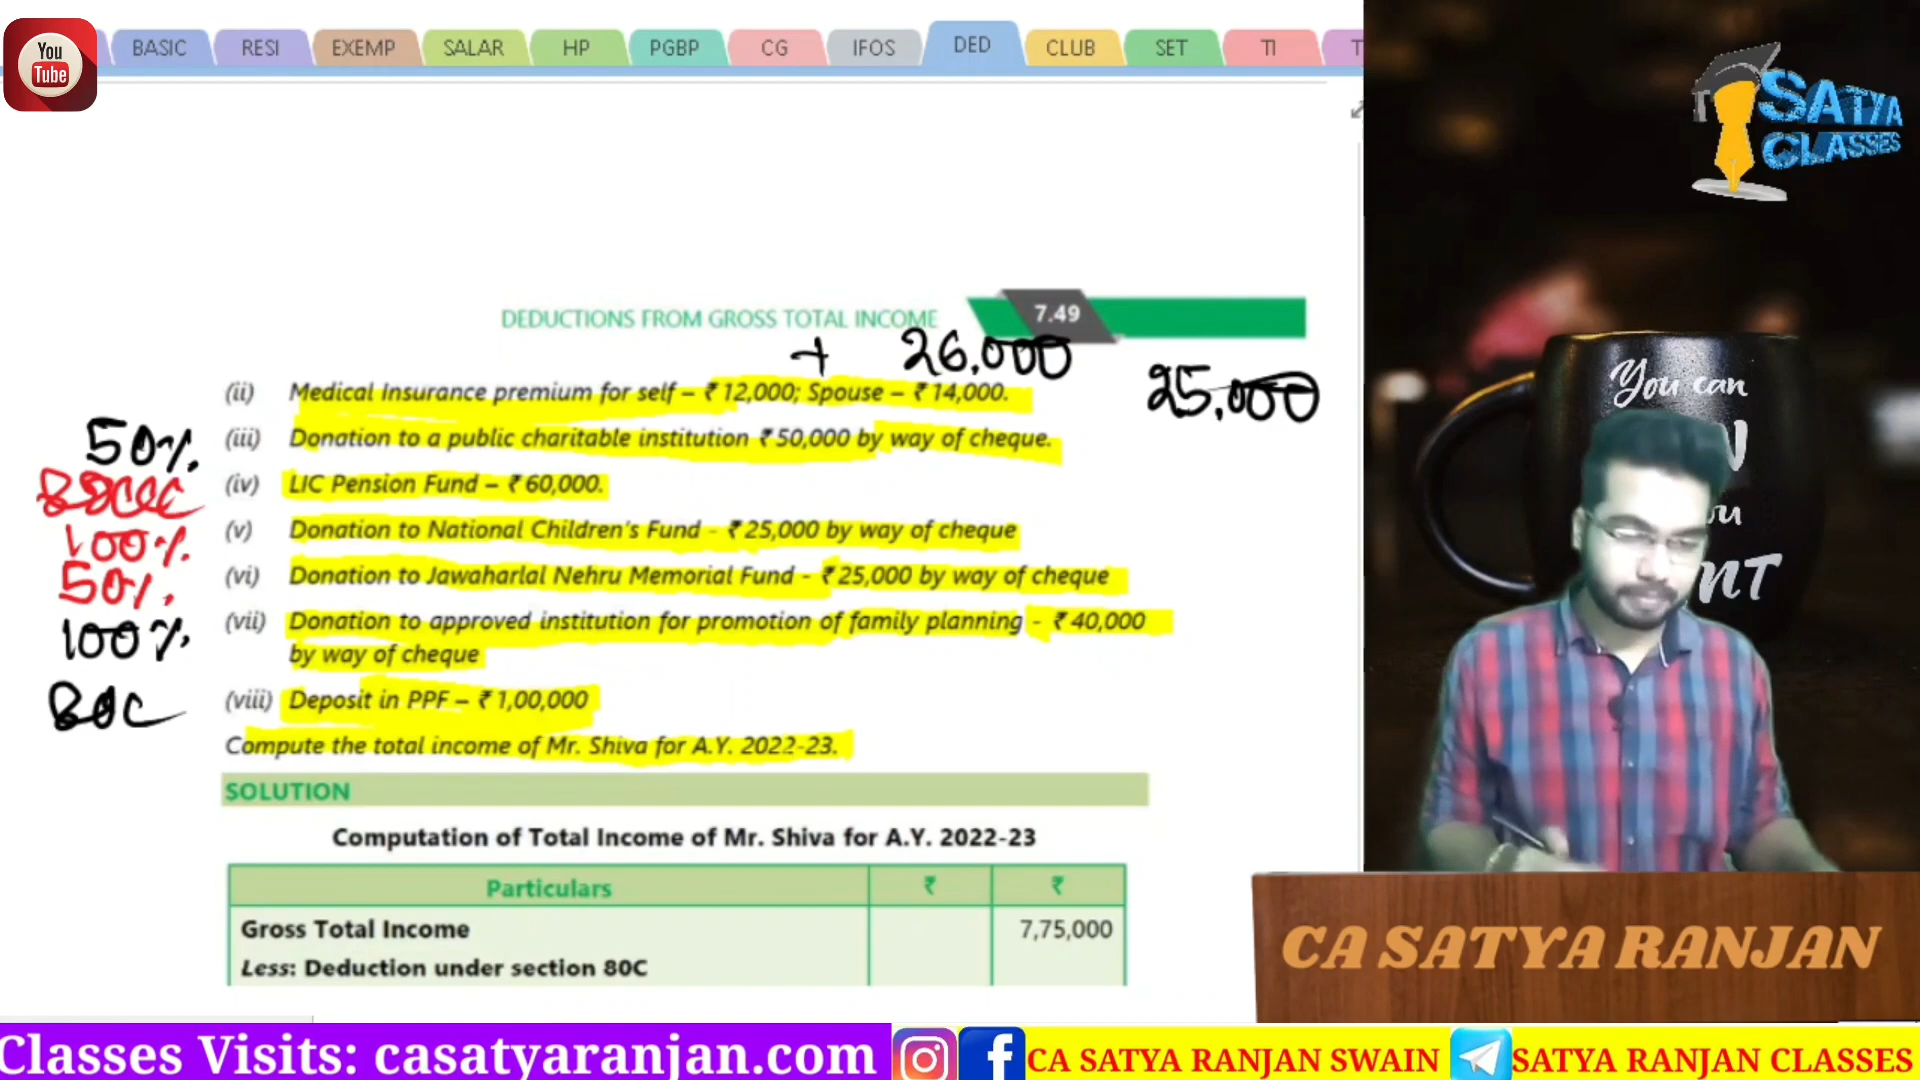 You
Tube
BASIC RESI EXEMP SALAR HP PGBP CG IFOS DED CLUB SET TI T
SATYA
CLASSES
DEDUCTIONS FROM GROSS TOTAL INCOME 7.49
+ 26,000
25,000
(ii) Medical Insurance premium for self – ₹ 12,000; Spouse – ₹ 14,000.
50%
(iii) Donation to a public charitable institution ₹ 50,000 by way of cheque.
80CCC
(iv) LIC Pension Fund – ₹ 60,000.
100%
(v) Donation to National Children's Fund - ₹ 25,000 by way of cheque
50%
(vi) Donation to Jawaharlal Nehru Memorial Fund - ₹ 25,000 by way of cheque
100%
(vii) Donation to approved institution for promotion of family planning - ₹ 40,000
by way of cheque
80C
(viii) Deposit in PPF – ₹ 1,00,000
Compute the total income of Mr. Shiva for A.Y. 2022-23.
SOLUTION
Computation of Total Income of Mr. Shiva for A.Y. 2022-23
Particulars ₹ ₹
Gross Total Income 7,75,000
Less: Deduction under section 80C
You can
CA SATYA RANJAN
Classes Visits: casatyaranjan.com
CA SATYA RANJAN SWAIN
SATYA RANJAN CLASSES